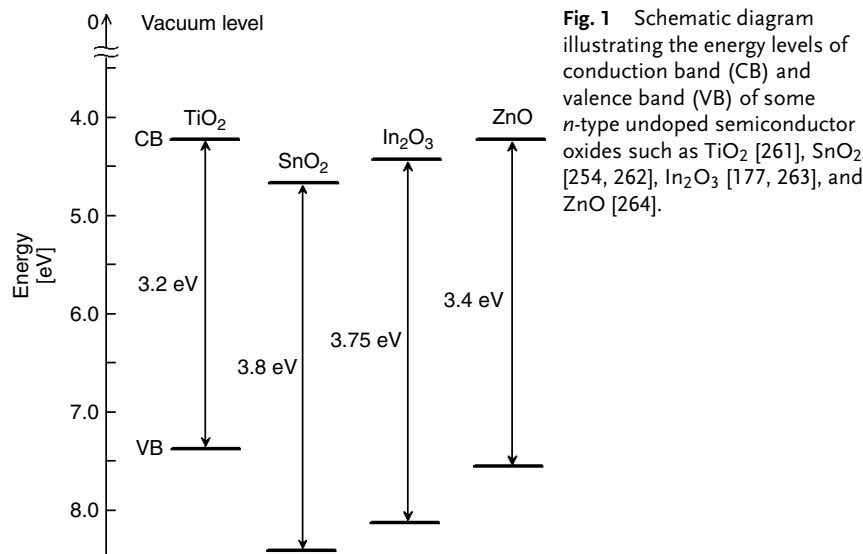 0 Vacuum level
4.0
TiO₂
CB
SnO₂
In₂O₃
ZnO
5.0
Energy
[eV]
3.2 eV
6.0
3.4 eV
3.75 eV
3.8 eV
7.0
VB
8.0
Fig. 1 Schematic diagram
illustrating the energy levels of
conduction band (CB) and
valence band (VB) of some
n-type undoped semiconductor
oxides such as TiO₂ [261], SnO₂
[254, 262], In₂O₃ [177, 263], and
ZnO [264].